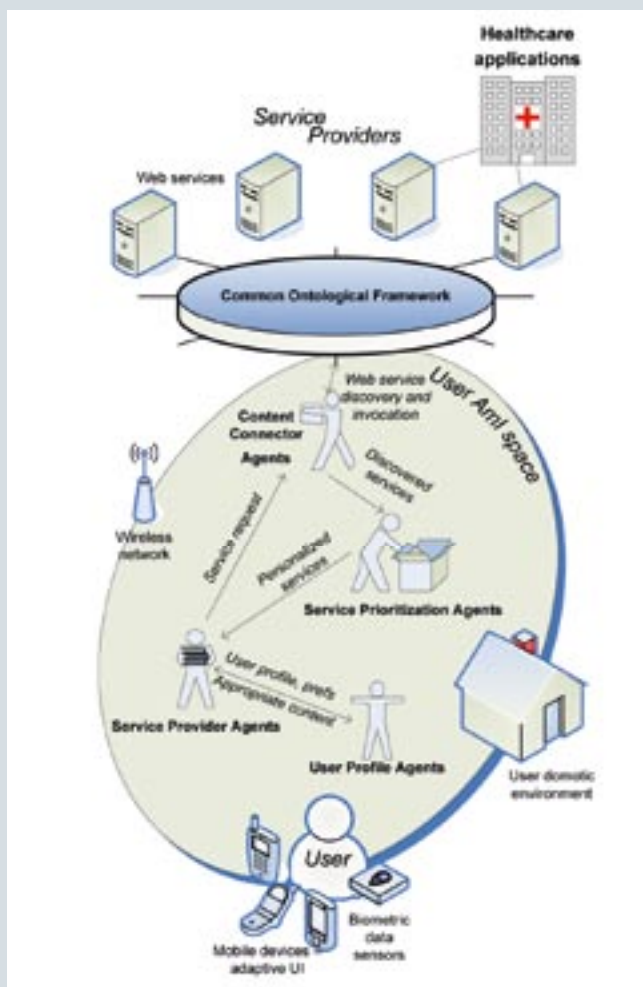 Healthcare
applications
Service
Providers
Web services
Common Ontological Framework
Web service
discovery and
invocation
User AmI space
Content
Connector
Agents
Discovered
services
Wireless
network
Service request
Personalized
services
Service Prioritization Agents
User profile, prefs
Appropriate content
Service Provider Agents
User Profile Agents
User domotic
environment
User
Biometric
data
sensors
Mobile devices
adaptive UI